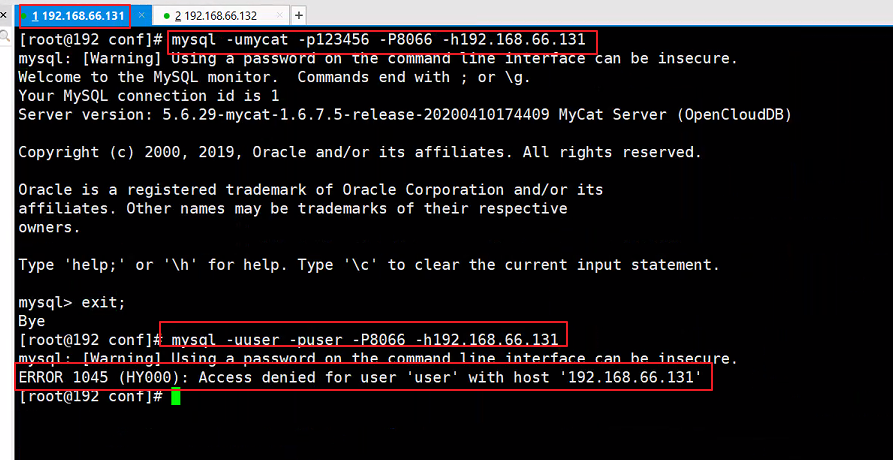 1 192.168.66.131
2 192.168.66.132
[root@192 conf]# mysql -umycat -p123456 -P8066 -h192.168.66.131
mysql: [Warning] Using a password on the command line interface can be insecure.
Welcome to the MySQL monitor.  Commands end with ; or \g.
Your MySQL connection id is 1
Server version: 5.6.29-mycat-1.6.7.5-release-20200410174409 MyCat Server (OpenCloudDB)
Copyright (c) 2000, 2019, Oracle and/or its affiliates. All rights reserved.
Oracle is a registered trademark of Oracle Corporation and/or its
affiliates. Other names may be trademarks of their respective
owners.
Type 'help;' or '\h' for help. Type '\c' to clear the current input statement.
mysql> exit;
Bye
[root@192 conf]# mysql -uuser -puser -P8066 -h192.168.66.131
mysql: [Warning] Using a password on the command line interface can be insecure.
ERROR 1045 (HY000): Access denied for user 'user' with host '192.168.66.131'
[root@192 conf]#